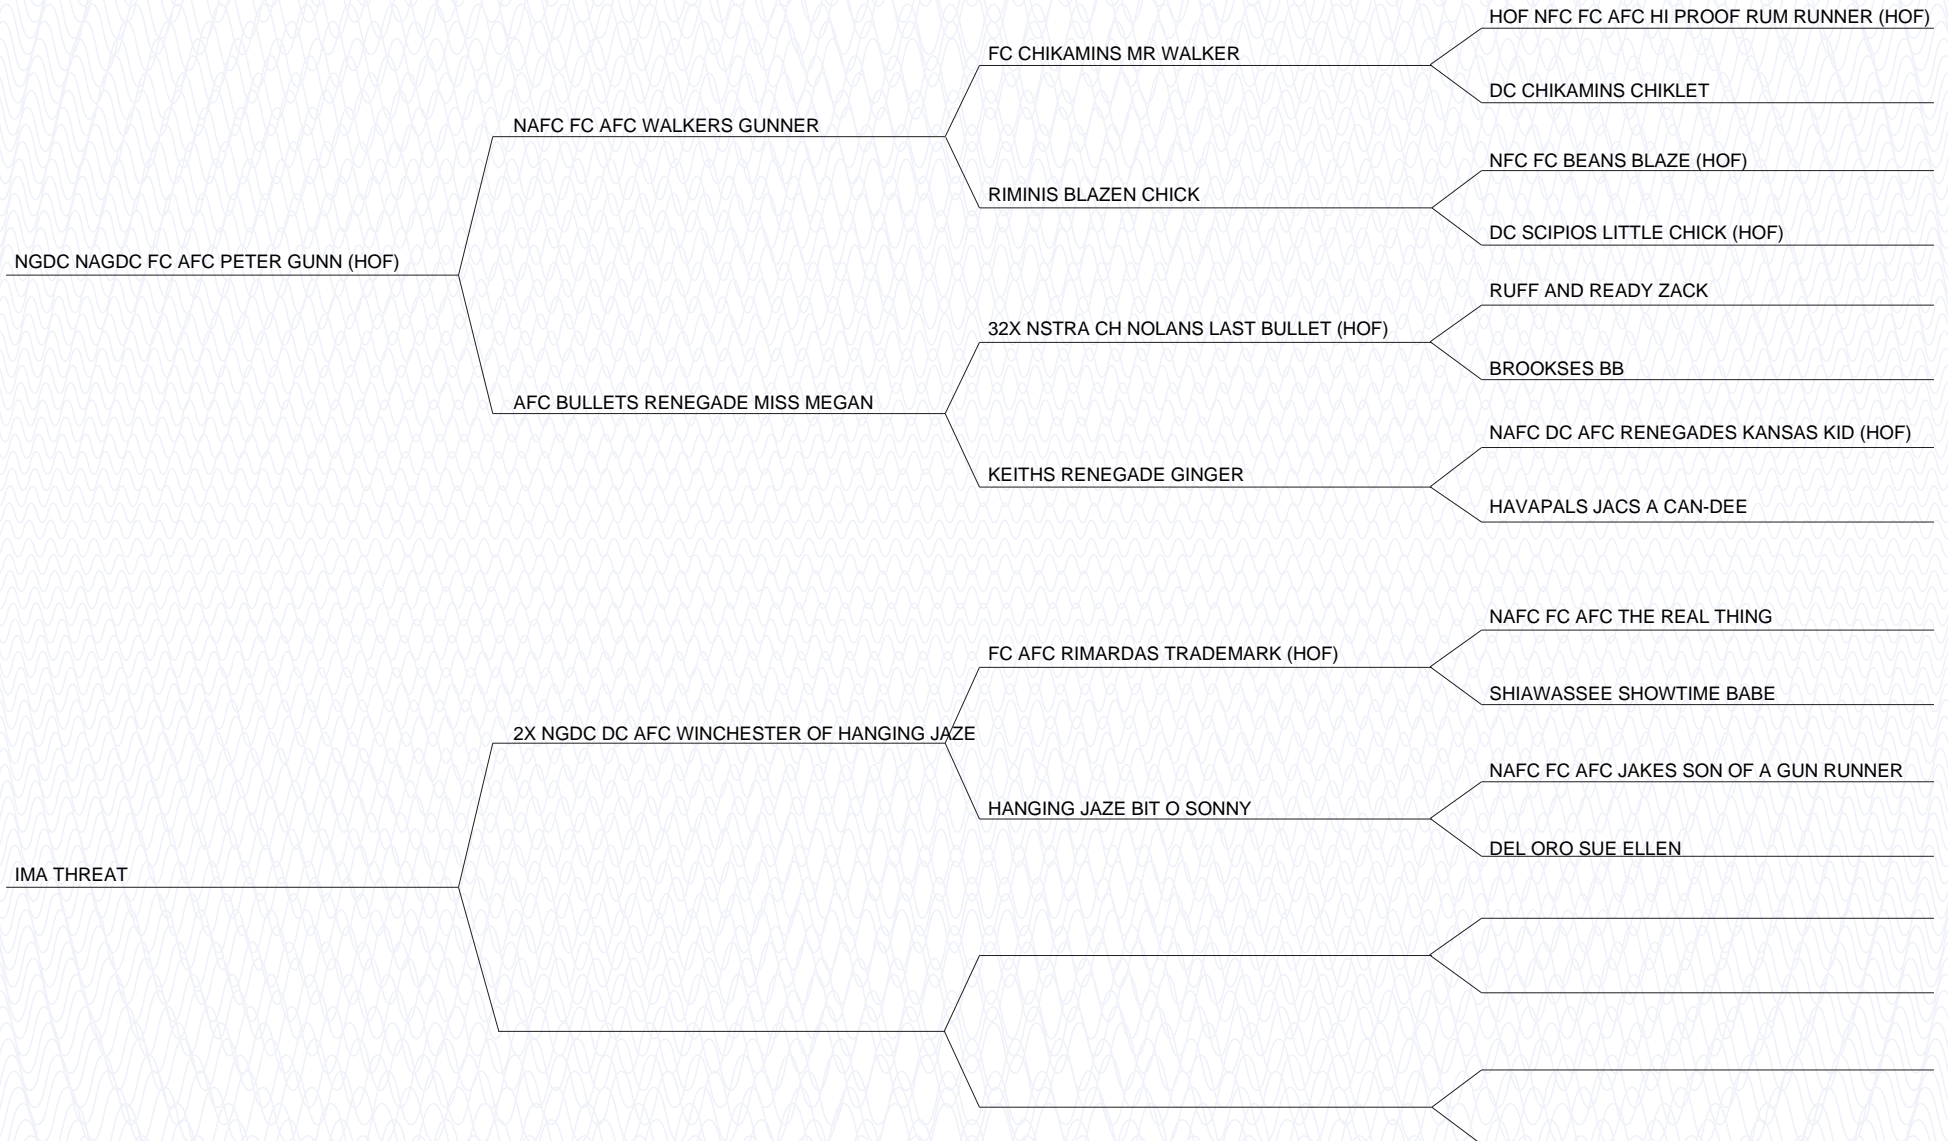 HOF NFC FC AFC HI PROOF RUM RUNNER (HOF)
FC CHIKAMINS MR WALKER
DC CHIKAMINS CHIKLET
NAFC FC AFC WALKERS GUNNER
NFC FC BEANS BLAZE (HOF)
RIMINIS BLAZEN CHICK
DC SCIPIOS LITTLE CHICK (HOF)
NGDC NAGDC FC AFC PETER GUNN (HOF)
RUFF AND READY ZACK
32X NSTRA CH NOLANS LAST BULLET (HOF)
BROOKSES BB
AFC BULLETS RENEGADE MISS MEGAN
NAFC DC AFC RENEGADES KANSAS KID (HOF)
KEITHS RENEGADE GINGER
HAVAPALS JACS A CAN-DEE
NAFC FC AFC THE REAL THING
FC AFC RIMARDAS TRADEMARK (HOF)
SHIAWASSEE SHOWTIME BABE
2X NGDC DC AFC WINCHESTER OF HANGING JAZE
NAFC FC AFC JAKES SON OF A GUN RUNNER
HANGING JAZE BIT O SONNY
DEL ORO SUE ELLEN
IMA THREAT